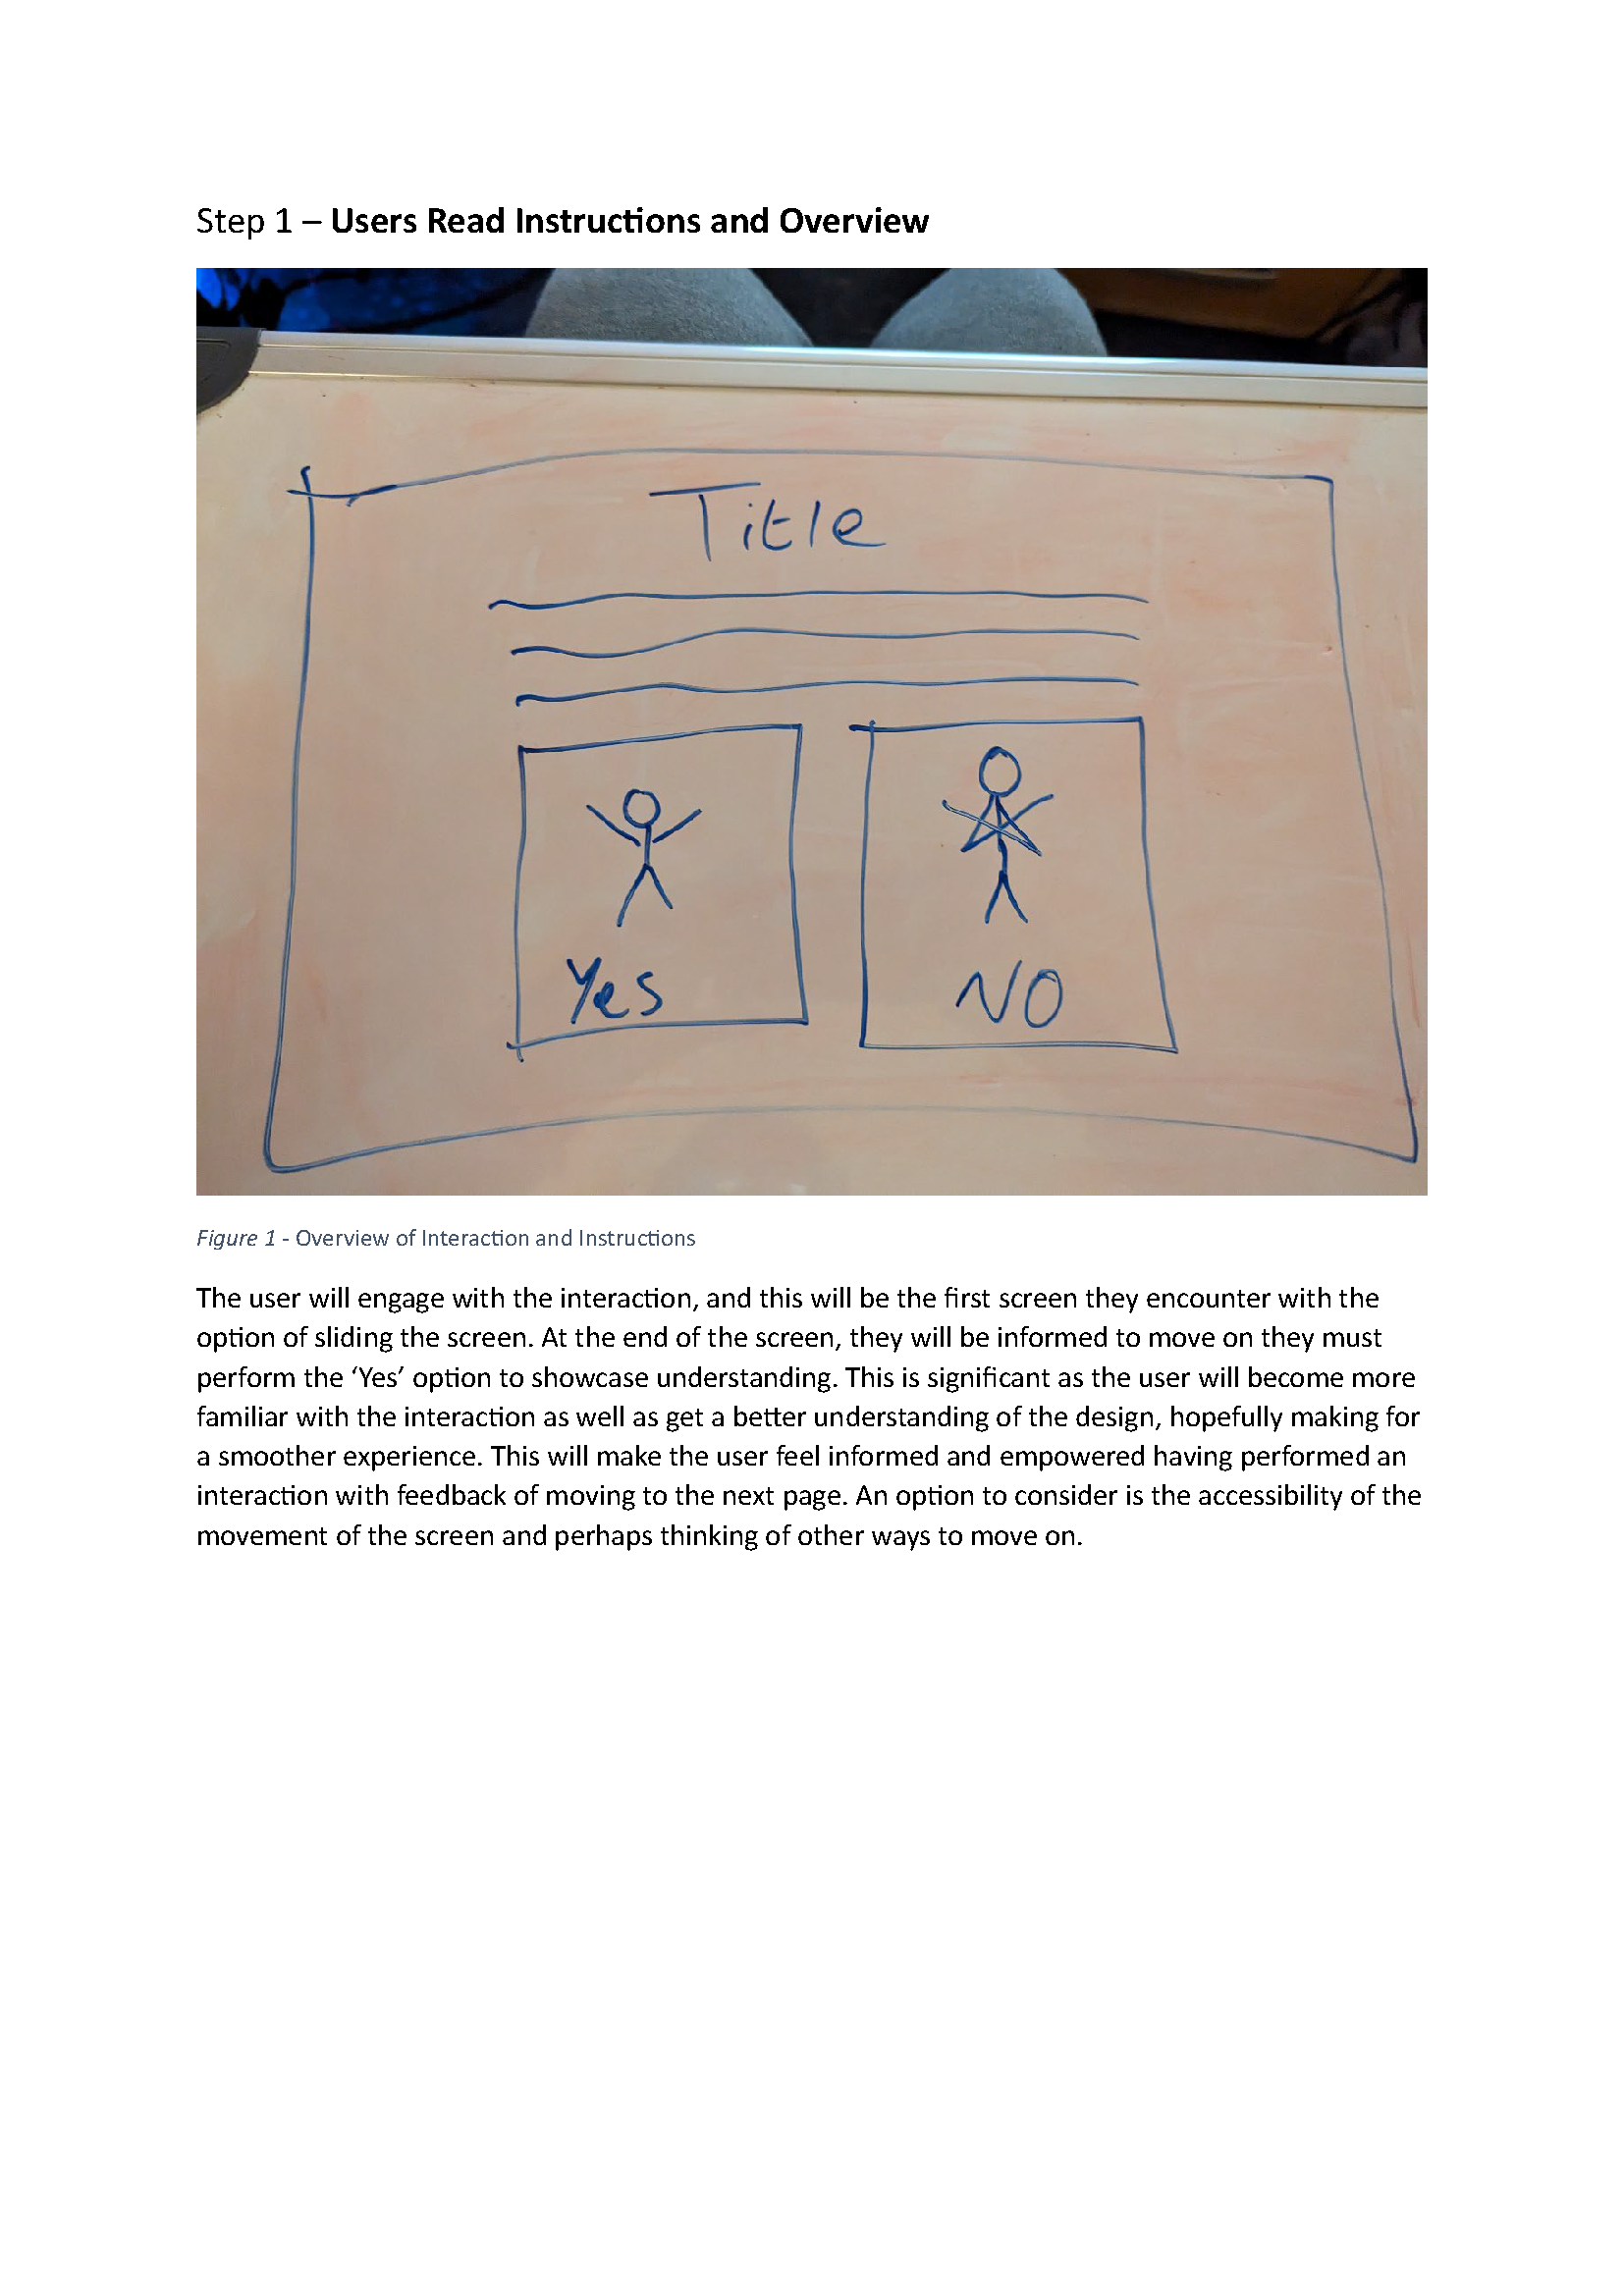 Step 1 – Users Read Instructions and Overview
Title
Yes
NO
Figure 1 - Overview of Interaction and Instructions
The user will engage with the interaction, and this will be the first screen they encounter with the
option of sliding the screen. At the end of the screen, they will be informed to move on they must
perform the ‘Yes’ option to showcase understanding. This is significant as the user will become more
familiar with the interaction as well as get a better understanding of the design, hopefully making for
a smoother experience. This will make the user feel informed and empowered having performed an
interaction with feedback of moving to the next page. An option to consider is the accessibility of the
movement of the screen and perhaps thinking of other ways to move on.